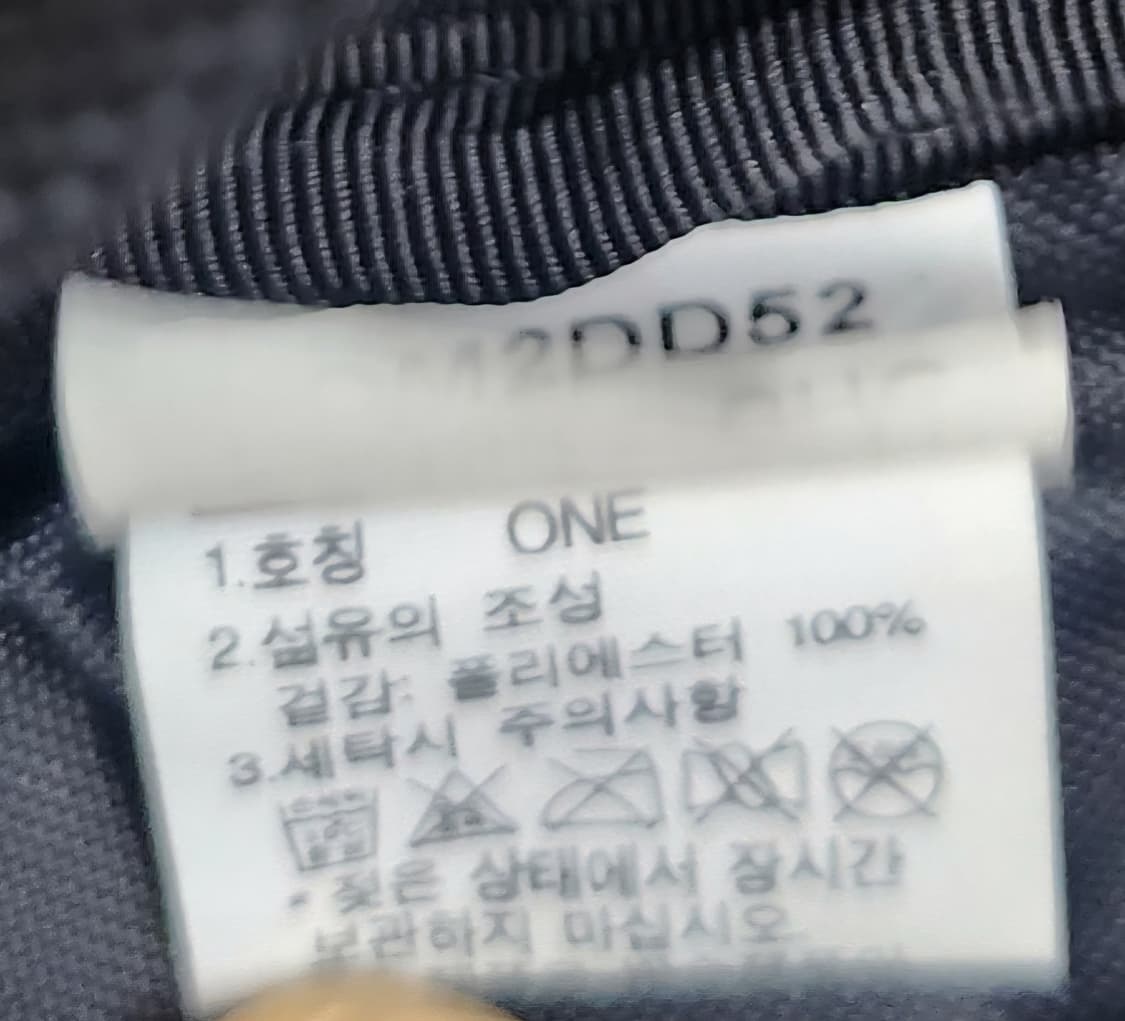 2DD52
1.호칭 ONE
2.섬유의 조성
겉감: 폴리에스터 100%
3.세탁시 주의사항
• 젖은 상태에서 장시간
보관하지 마십시오